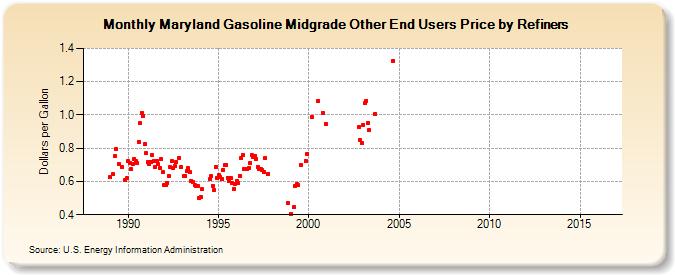 Monthly Maryland Gasoline Midgrade Other End Users Price by Refiners
Dollars per Gallon
1.4
1.2
1.0
0.8
0.6
0.4
1990 1995 2000 2005 2010 2015
Source: U.S. Energy Information Administration